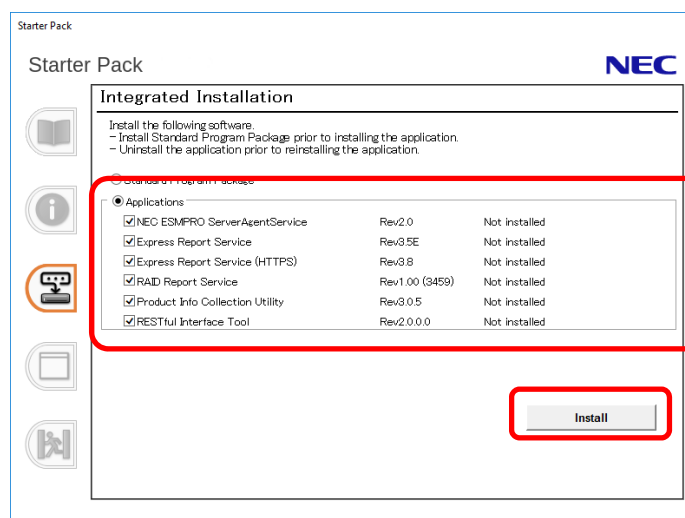 Starter Pack
Starter Pack
NEC
Integrated Installation
Install the following software.
- Install Standard Program Package prior to installing the application.
- Uninstall the application prior to reinstalling the application.
Standard Program Package
Applications
NEC ESMPRO ServerAgentService Rev2.0 Not installed
Express Report Service Rev3.5E Not installed
Express Report Service (HTTPS) Rev3.8 Not installed
RAID Report Service Rev1.00 (3459) Not installed
Product Info Collection Utility Rev3.0.5 Not installed
RESTful Interface Tool Rev2.0.0.0 Not installed
Install